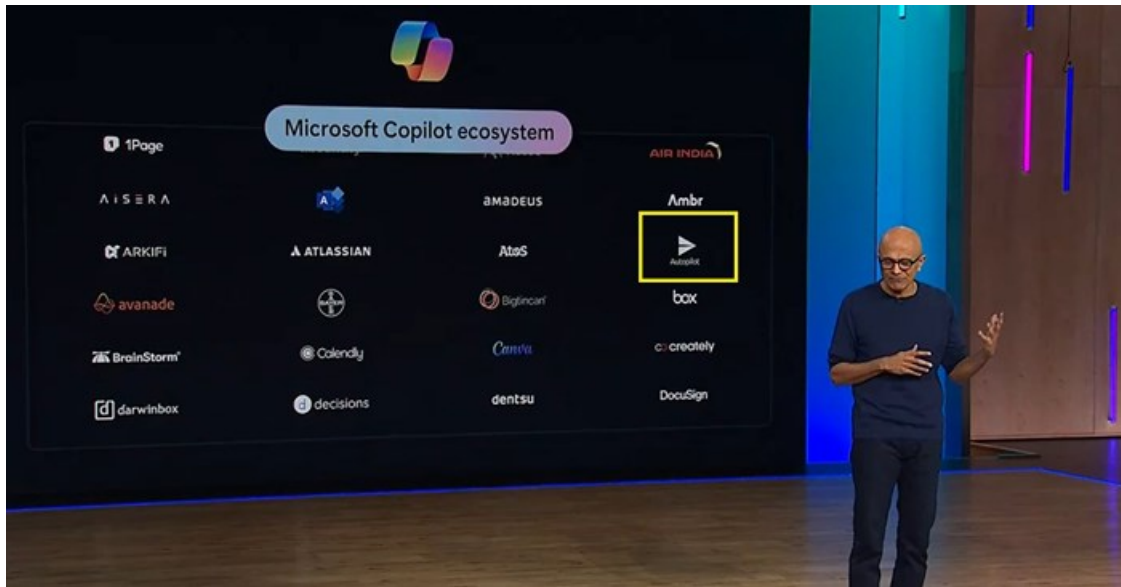 Microsoft Copilot ecosystem
1Page
AIR INDIA
AiSERA
A
aMaDEUS
Ambr
ARKIFi
ATLASSIAN
Atos
Autopilot
avanade
BAYER
Bigtincan
box
BrainStorm
Calendly
Canva
creately
darwinbox
decisions
dentsu
DocuSign